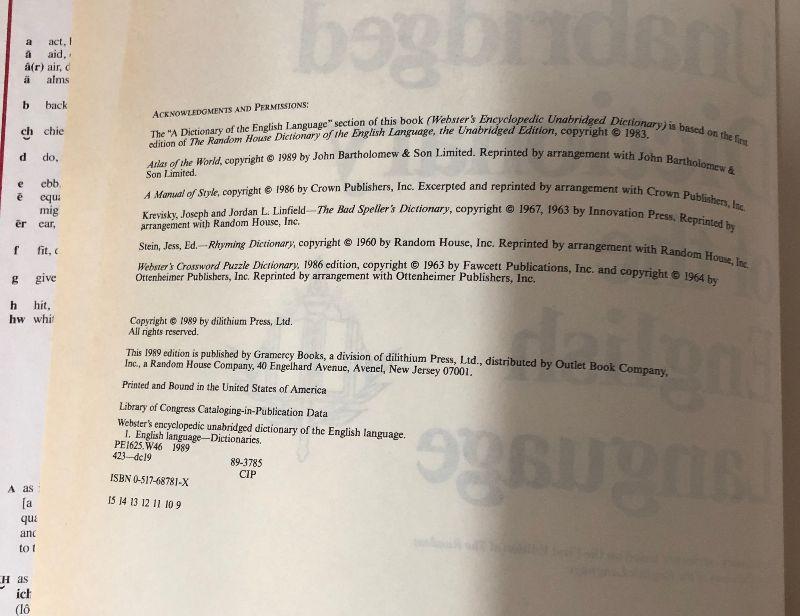 a act, 
ā aid,
â(r) air, 
ä alms
b back
ch chie
d do,
e ebb
ē equa
mig
ēr ear,
f fit,
g give
h hit,
hw whit
A as
[a
qua
and
to t
as
ich
(lô
ACKNOWLEDGMENTS AND PERMISSIONS:
The "A Dictionary of the English Language" section of this book (Webster's Encyclopedic Unabridged Dictionary) is based on the first
edition of The Random House Dictionary of the English Language, the Unabridged Edition, copyright © 1983.
Atlas of the World, copyright © 1989 by John Bartholomew & Son Limited. Reprinted by arrangement with John Bartholomew &
Son Limited.
A Manual of Style, copyright © 1986 by Crown Publishers, Inc. Excerpted and reprinted by arrangement with Crown Publishers, Inc.
Krevisky, Joseph and Jordan L. Linfield—The Bad Speller's Dictionary, copyright © 1967, 1963 by Innovation Press, Reprinted by
arrangement with Random House, Inc.
Stein, Jess, Ed.—Rhyming Dictionary, copyright © 1960 by Random House, Inc. Reprinted by arrangement with Random House, Inc.
Webster's Crossword Puzzle Dictionary, 1986 edition, copyright © 1963 by Fawcett Publications, Inc. and copyright © 1964 by
Ottenheimer Publishers, Inc. Reprinted by arrangement with Ottenheimer Publishers, Inc.
Copyright © 1989 by dilithium Press, Ltd.
All rights reserved.
This 1989 edition is published by Gramercy Books, a division of dilithium Press, Ltd., distributed by Outlet Book Company,
Inc., a Random House Company, 40 Engelhard Avenue, Avenel, New Jersey 07001.
Printed and Bound in the United States of America
Library of Congress Cataloging-in-Publication Data
Webster's encyclopedic unabridged dictionary of the English language.
1. English language—Dictionaries.
PE1625.W46 1989
423—dc19 89-3785
CIP
ISBN 0-517-68781-X
15 14 13 12 11 10 9